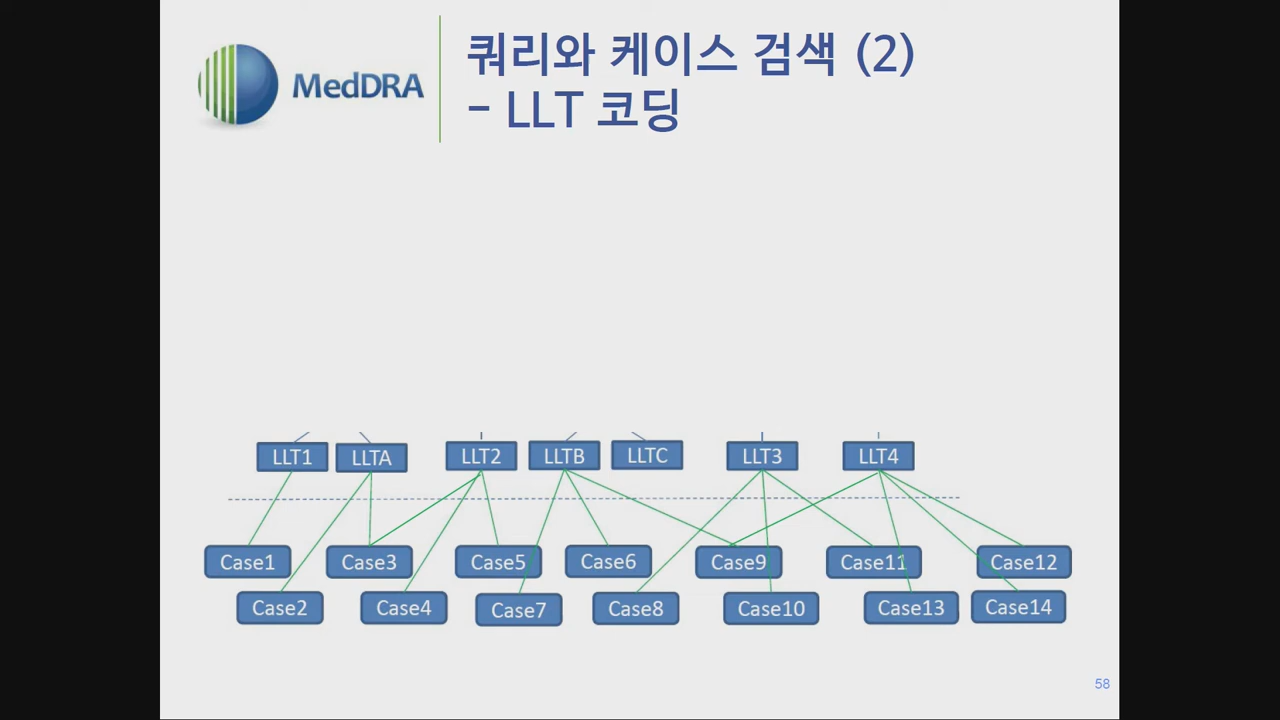 MedDRA
쿼리와 케이스 검색 (2)
- LLT 코딩
LLT1 LLTA LLT2 LLTB LLTC LLT3 LLT4
Case1 Case3 Case5 Case6 Case9 Case11 Case12
Case2 Case4 Case7 Case8 Case10 Case13 Case14
58